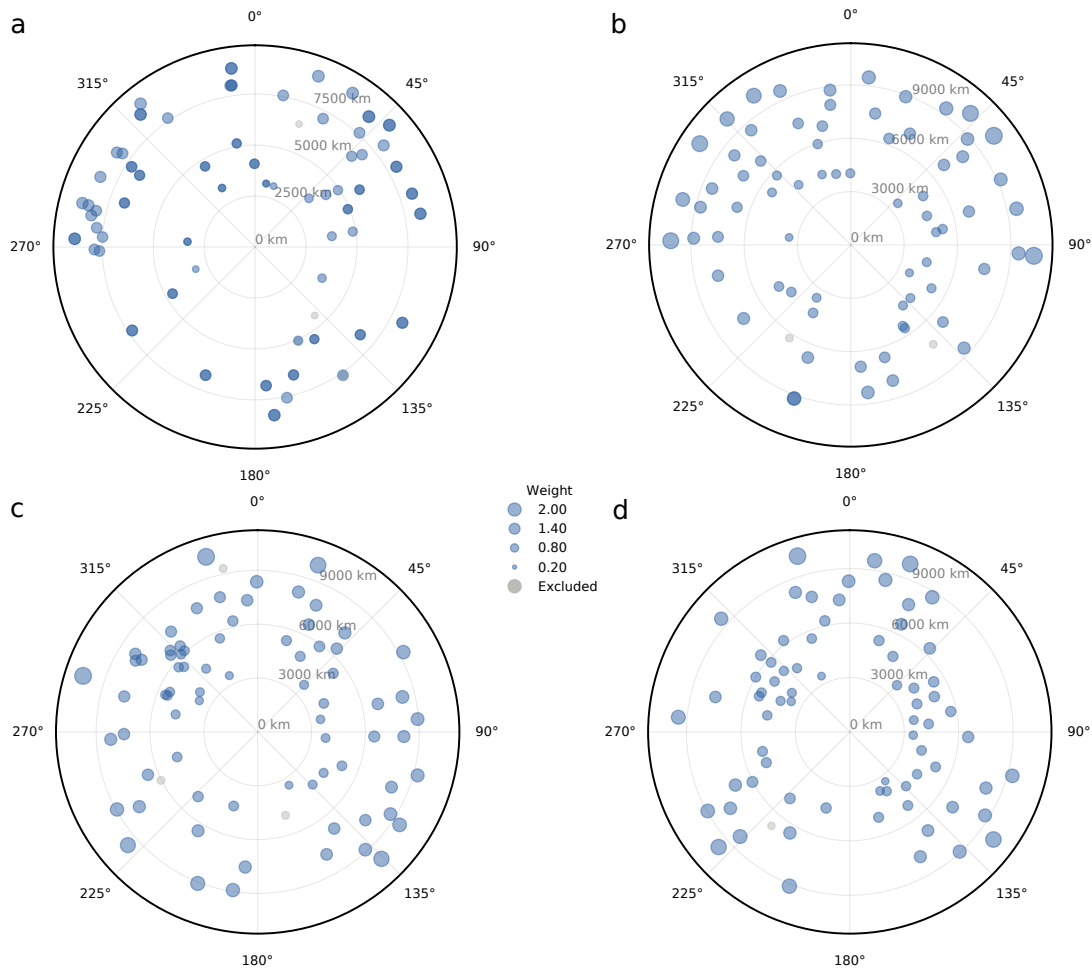 a
0°
45°
90°
135°
180°
225°
270°
315°
7500 km
5000 km
2500 km
0 km
b
0°
45°
90°
135°
180°
225°
270°
315°
9000 km
6000 km
3000 km
0 km
Weight
2.00
1.40
0.80
0.20
Excluded
c
0°
45°
90°
135°
180°
225°
270°
315°
9000 km
6000 km
3000 km
0 km
d
0°
45°
90°
135°
180°
225°
270°
315°
9000 km
6000 km
3000 km
0 km